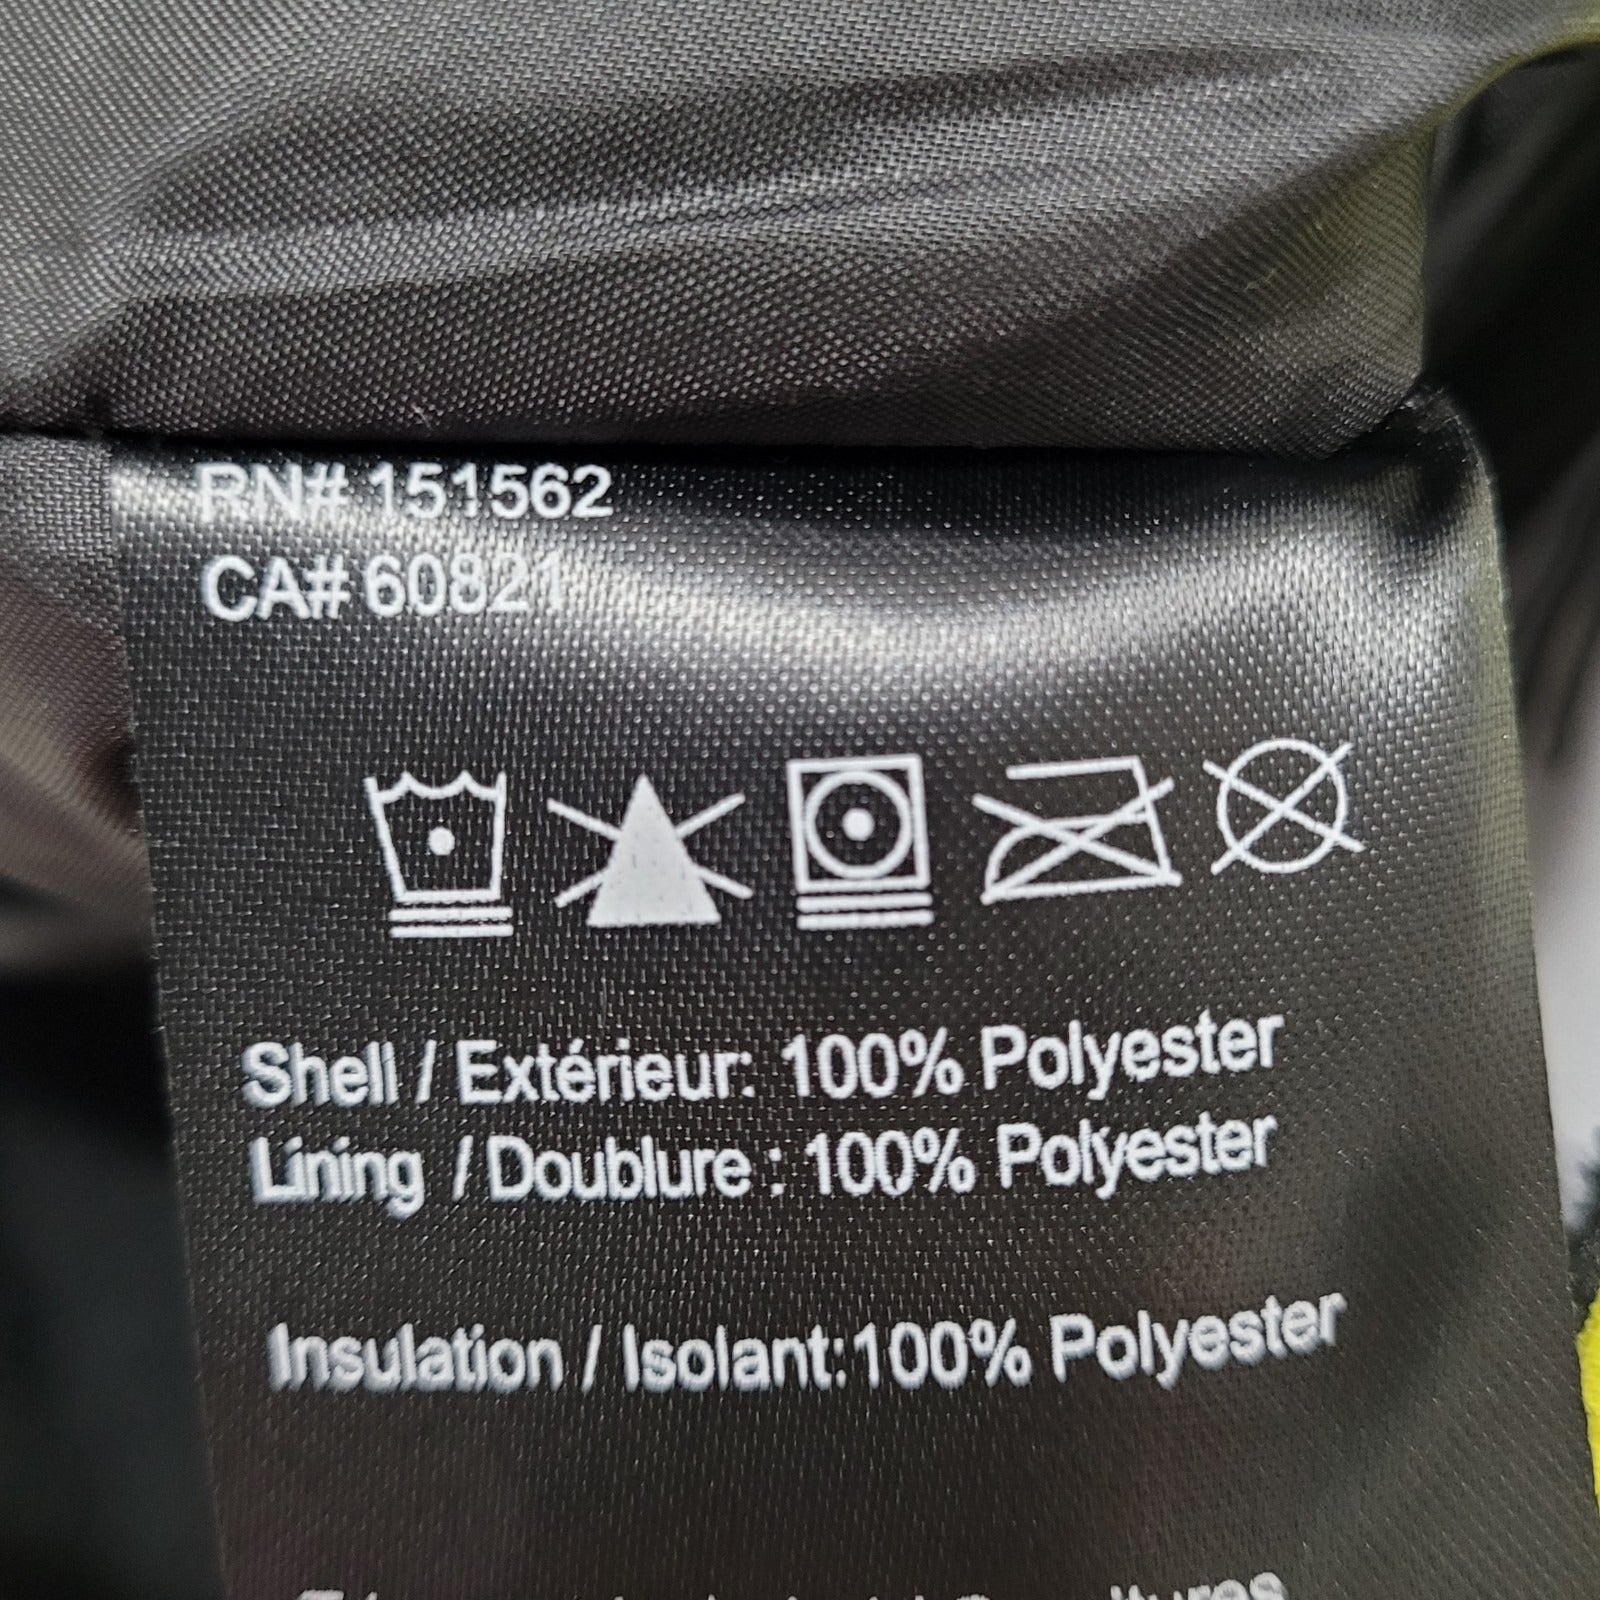 RN# 151562
CA# 60821
Shell / Extérieur: 100% Polyester
Lining / Doublure : 100% Polyester
Insulation / Isolant:100% Polyester